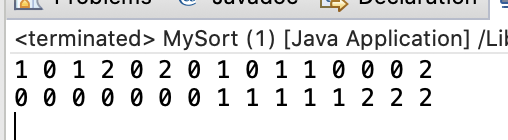 Problems Javadoc Declaration
<terminated> MySort (1) [Java Application] /Lib
1 0 1 2 0 2 0 1 0 1 1 0 0 0 2
0 0 0 0 0 0 0 1 1 1 1 1 2 2 2